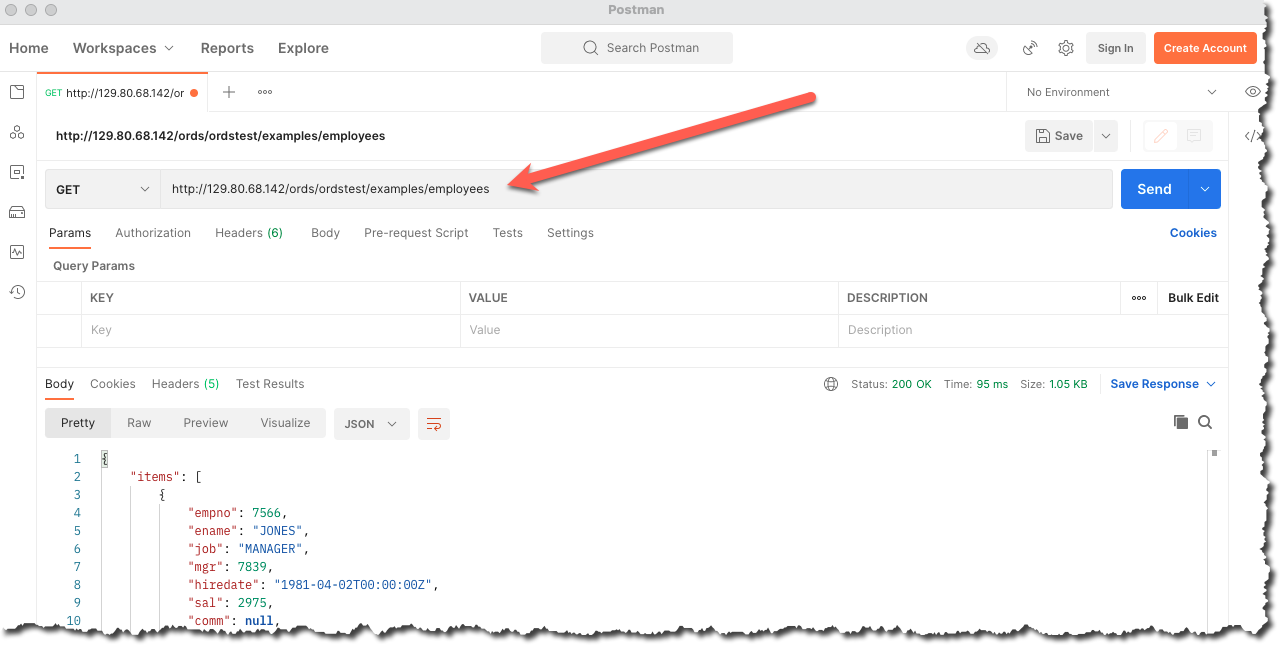 Postman
Home Workspaces Reports Explore Search Postman Sign In Create Account
GET http://129.80.68.142/or No Environment
http://129.80.68.142/ords/ordstest/examples/employees Save
GET http://129.80.68.142/ords/ordstest/examples/employees Send
Params Authorization Headers (6) Body Pre-request Script Tests Settings Cookies
Query Params
KEY VALUE DESCRIPTION Bulk Edit
Key Value Description
Body Cookies Headers (5) Test Results Status: 200 OK Time: 95 ms Size: 1.05 KB Save Response
Pretty Raw Preview Visualize JSON
1 {
2 "items": [
3 {
4 "empno": 7566,
5 "ename": "JONES",
6 "job": "MANAGER",
7 "mgr": 7839,
8 "hiredate": "1981-04-02T00:00:00Z",
9 "sal": 2975,
10 "comm": null,